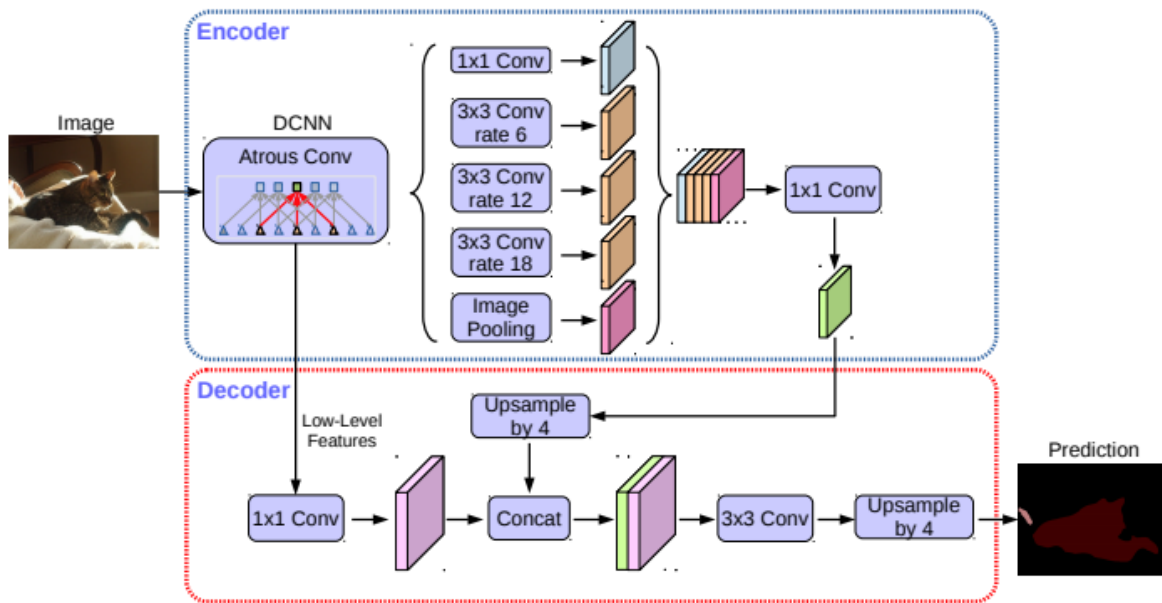 Encoder
Image
DCNN
Atrous Conv
1x1 Conv
3x3 Conv
rate 6
3x3 Conv
rate 12
3x3 Conv
rate 18
Image
Pooling
1x1 Conv
Decoder
Low-Level
Features
Upsample
by 4
1x1 Conv
Concat
3x3 Conv
Upsample
by 4
Prediction